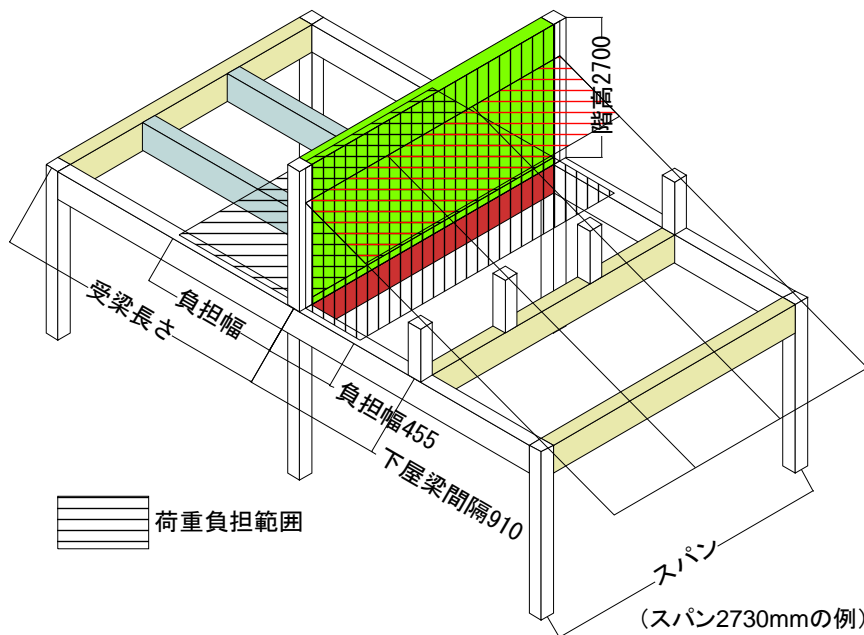 階高2700
受梁長さ
負担幅
負担幅455
下屋梁間隔910
荷重負担範囲
スパン
(スパン2730mmの例)